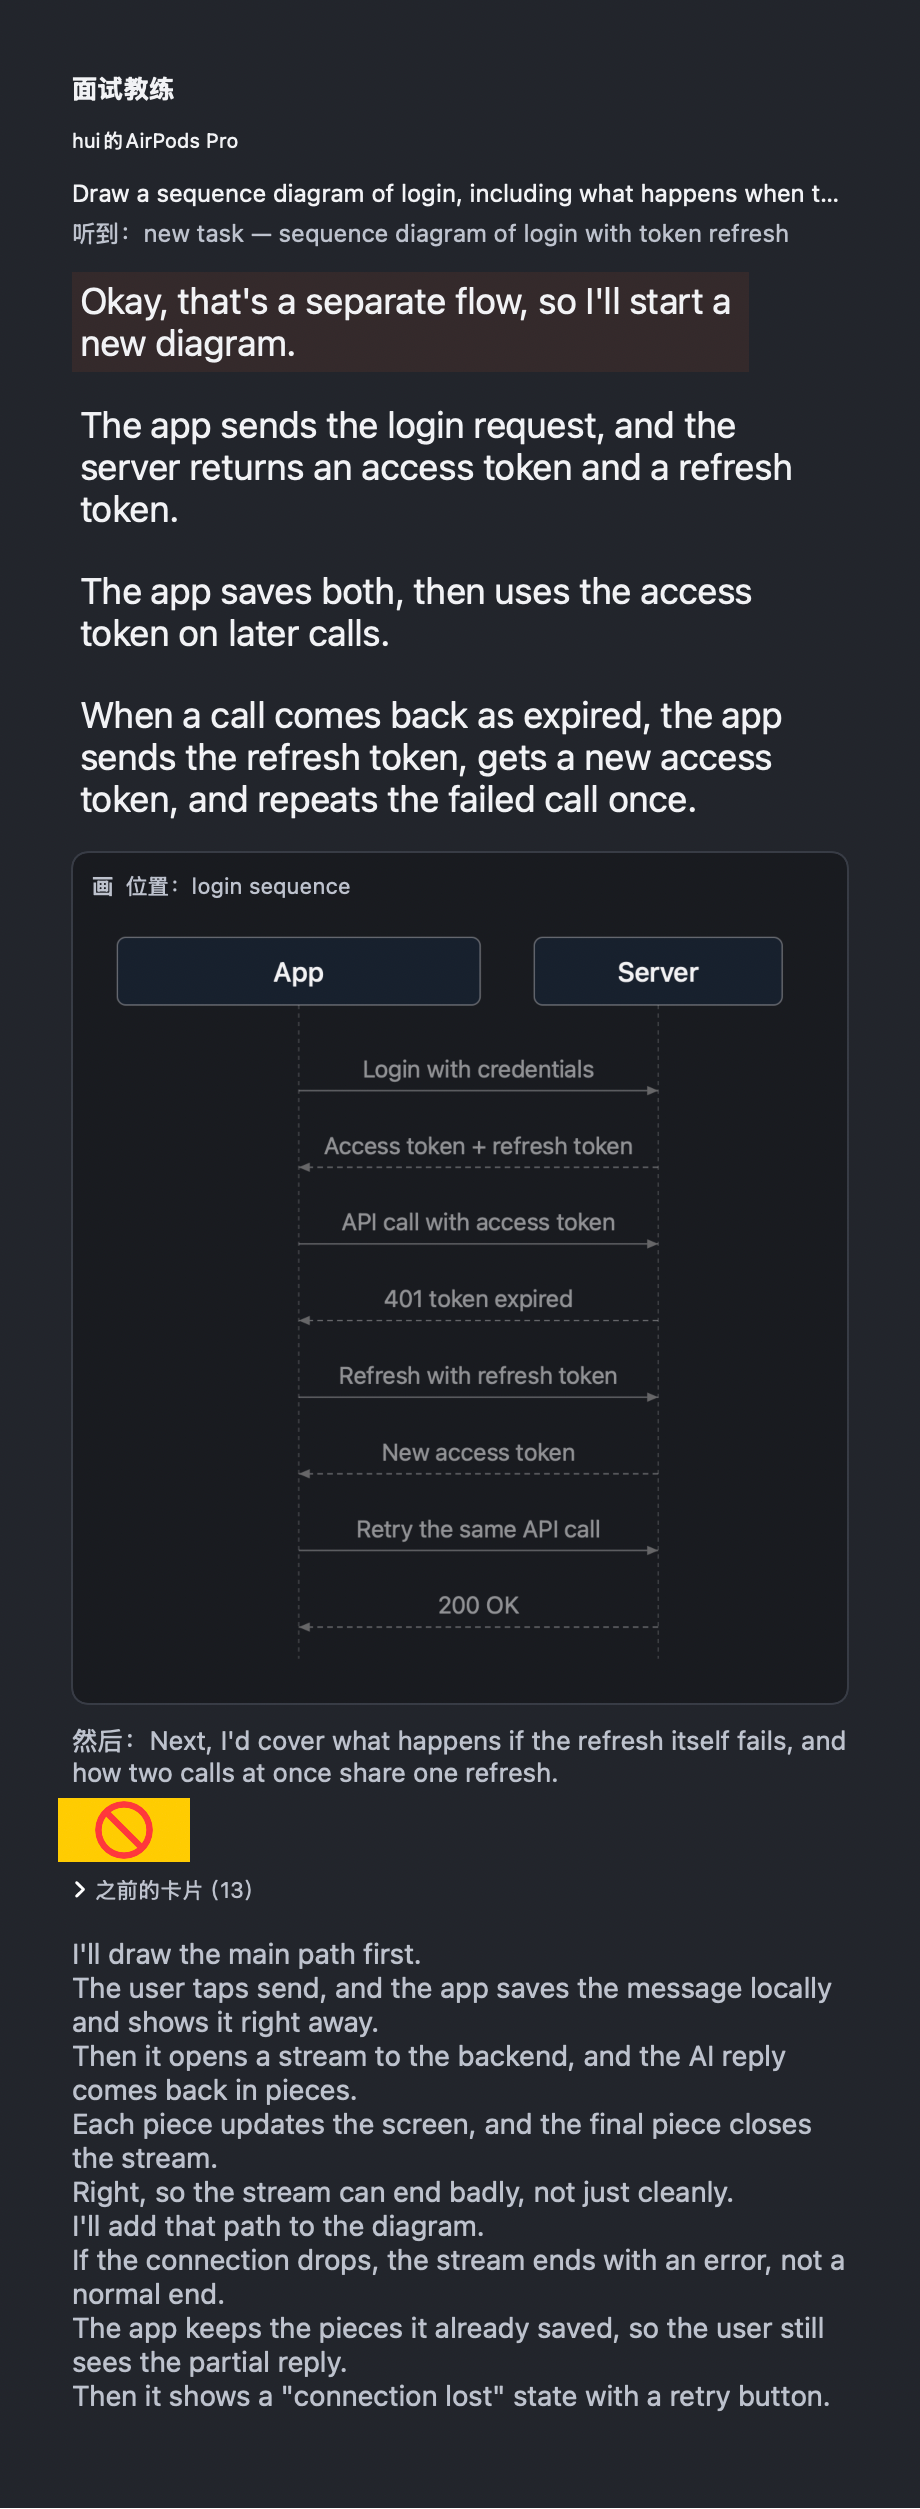 面试教练
hui的AirPods Pro
Draw a sequence diagram of login, including what happens when t...
听到：new task — sequence diagram of login with token refresh
Okay, that's a separate flow, so I'll start a
new diagram.
The app sends the login request, and the
server returns an access token and a refresh
token.
The app saves both, then uses the access
token on later calls.
When a call comes back as expired, the app
sends the refresh token, gets a new access
token, and repeats the failed call once.
画 位置：login sequence
App
Server
Login with credentials
Access token + refresh token
API call with access token
401 token expired
Refresh with refresh token
New access token
Retry the same API call
200 OK
然后：Next, I'd cover what happens if the refresh itself fails, and
how two calls at once share one refresh.
之前的卡片 (13)
I'll draw the main path first.
The user taps send, and the app saves the message locally
and shows it right away.
Then it opens a stream to the backend, and the AI reply
comes back in pieces.
Each piece updates the screen, and the final piece closes
the stream.
Right, so the stream can end badly, not just cleanly.
I'll add that path to the diagram.
If the connection drops, the stream ends with an error, not a
normal end.
The app keeps the pieces it already saved, so the user still
sees the partial reply.
Then it shows a "connection lost" state with a retry button.